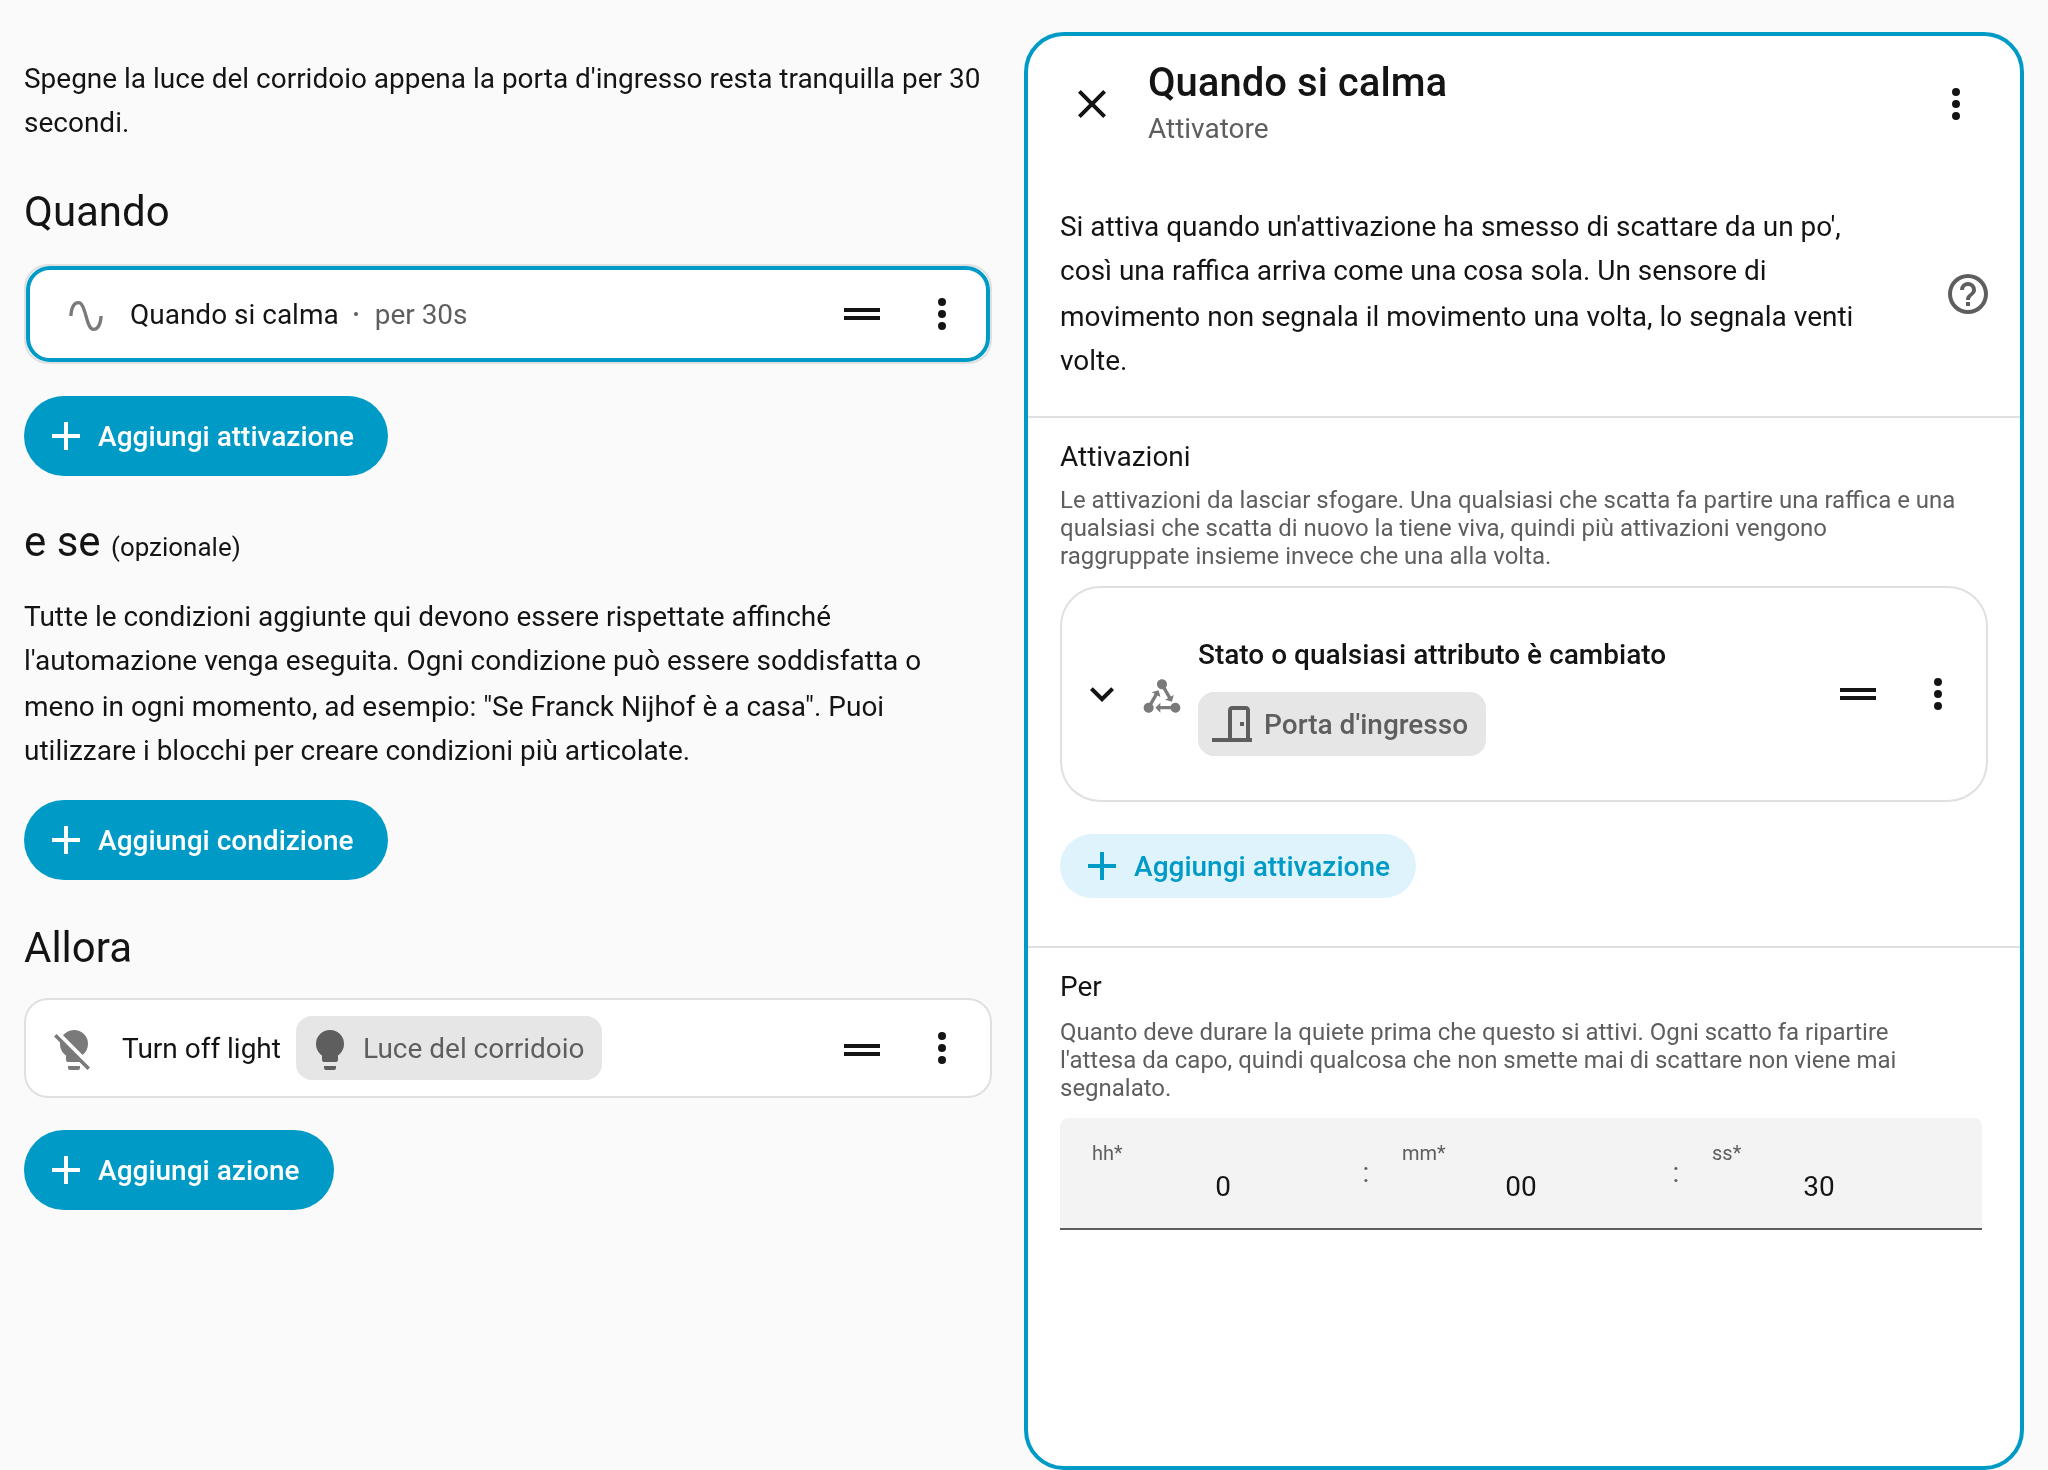 Spegne la luce del corridoio appena la porta d'ingresso resta tranquilla per 30
secondi.
Quando
Quando si calma · per 30s
Aggiungi attivazione
e se (opzionale)
Tutte le condizioni aggiunte qui devono essere rispettate affinché
l'automazione venga eseguita. Ogni condizione può essere soddisfatta o
meno in ogni momento, ad esempio: "Se Franck Nijhof è a casa". Puoi
utilizzare i blocchi per creare condizioni più articolate.
Aggiungi condizione
Allora
Turn off light Luce del corridoio
Aggiungi azione
Quando si calma
Attivatore
Si attiva quando un'attivazione ha smesso di scattare da un po',
così una raffica arriva come una cosa sola. Un sensore di
movimento non segnala il movimento una volta, lo segnala venti
volte.
Attivazioni
Le attivazioni da lasciar sfogare. Una qualsiasi che scatta fa partire una raffica e una
qualsiasi che scatta di nuovo la tiene viva, quindi più attivazioni vengono
raggruppate insieme invece che una alla volta.
Stato o qualsiasi attributo è cambiato
Porta d'ingresso
Aggiungi attivazione
Per
Quanto deve durare la quiete prima che questo si attivi. Ogni scatto fa ripartire
l'attesa da capo, quindi qualcosa che non smette mai di scattare non viene mai
segnalato.
hh* mm* ss*
0 : 00 : 30